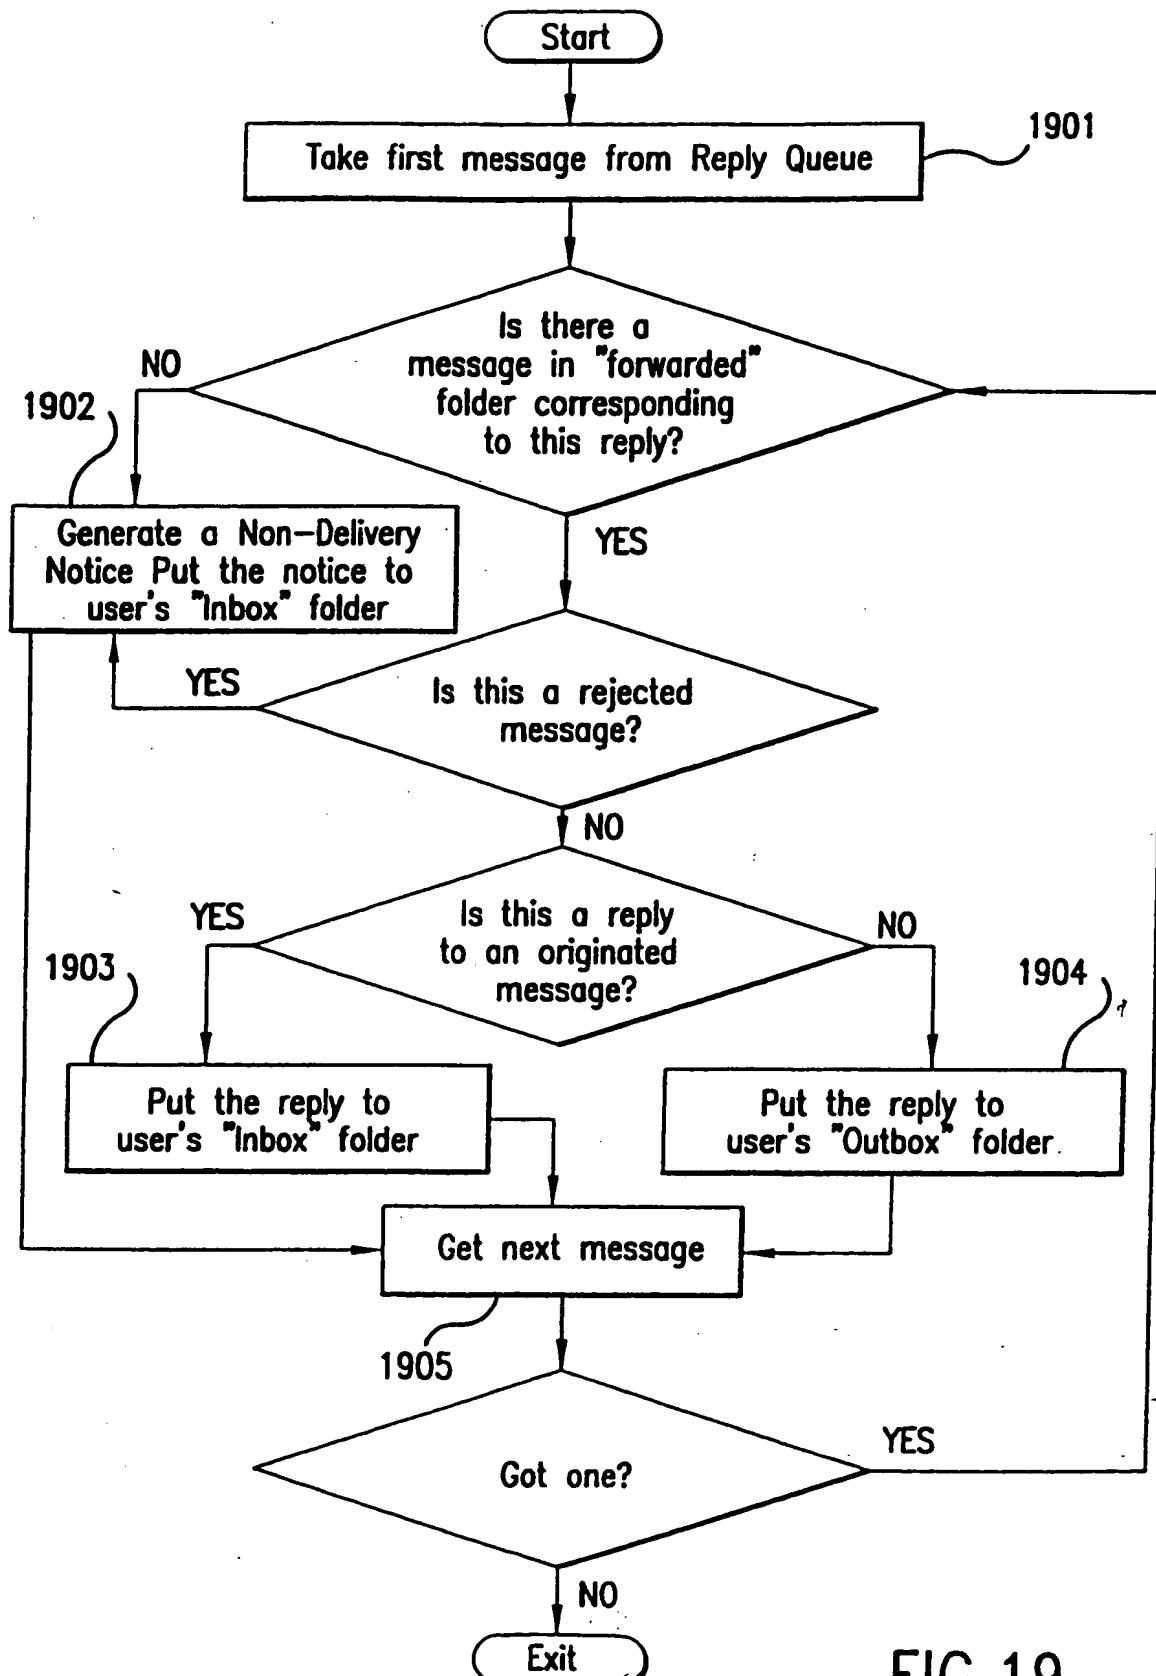 Start
Take first message from Reply Queue
1901
Is there a
message in "forwarded"
folder corresponding
to this reply?
NO
1902
YES
Generate a Non-Delivery
Notice Put the notice to
user's "Inbox" folder
YES
Is this a rejected
message?
NO
YES
Is this a reply
to an originated
message?
NO
1903
1904
Put the reply to
user's "Inbox" folder
Put the reply to
user's "Outbox" folder
Get next message
1905
Got one?
YES
NO
Exit
FIG.19